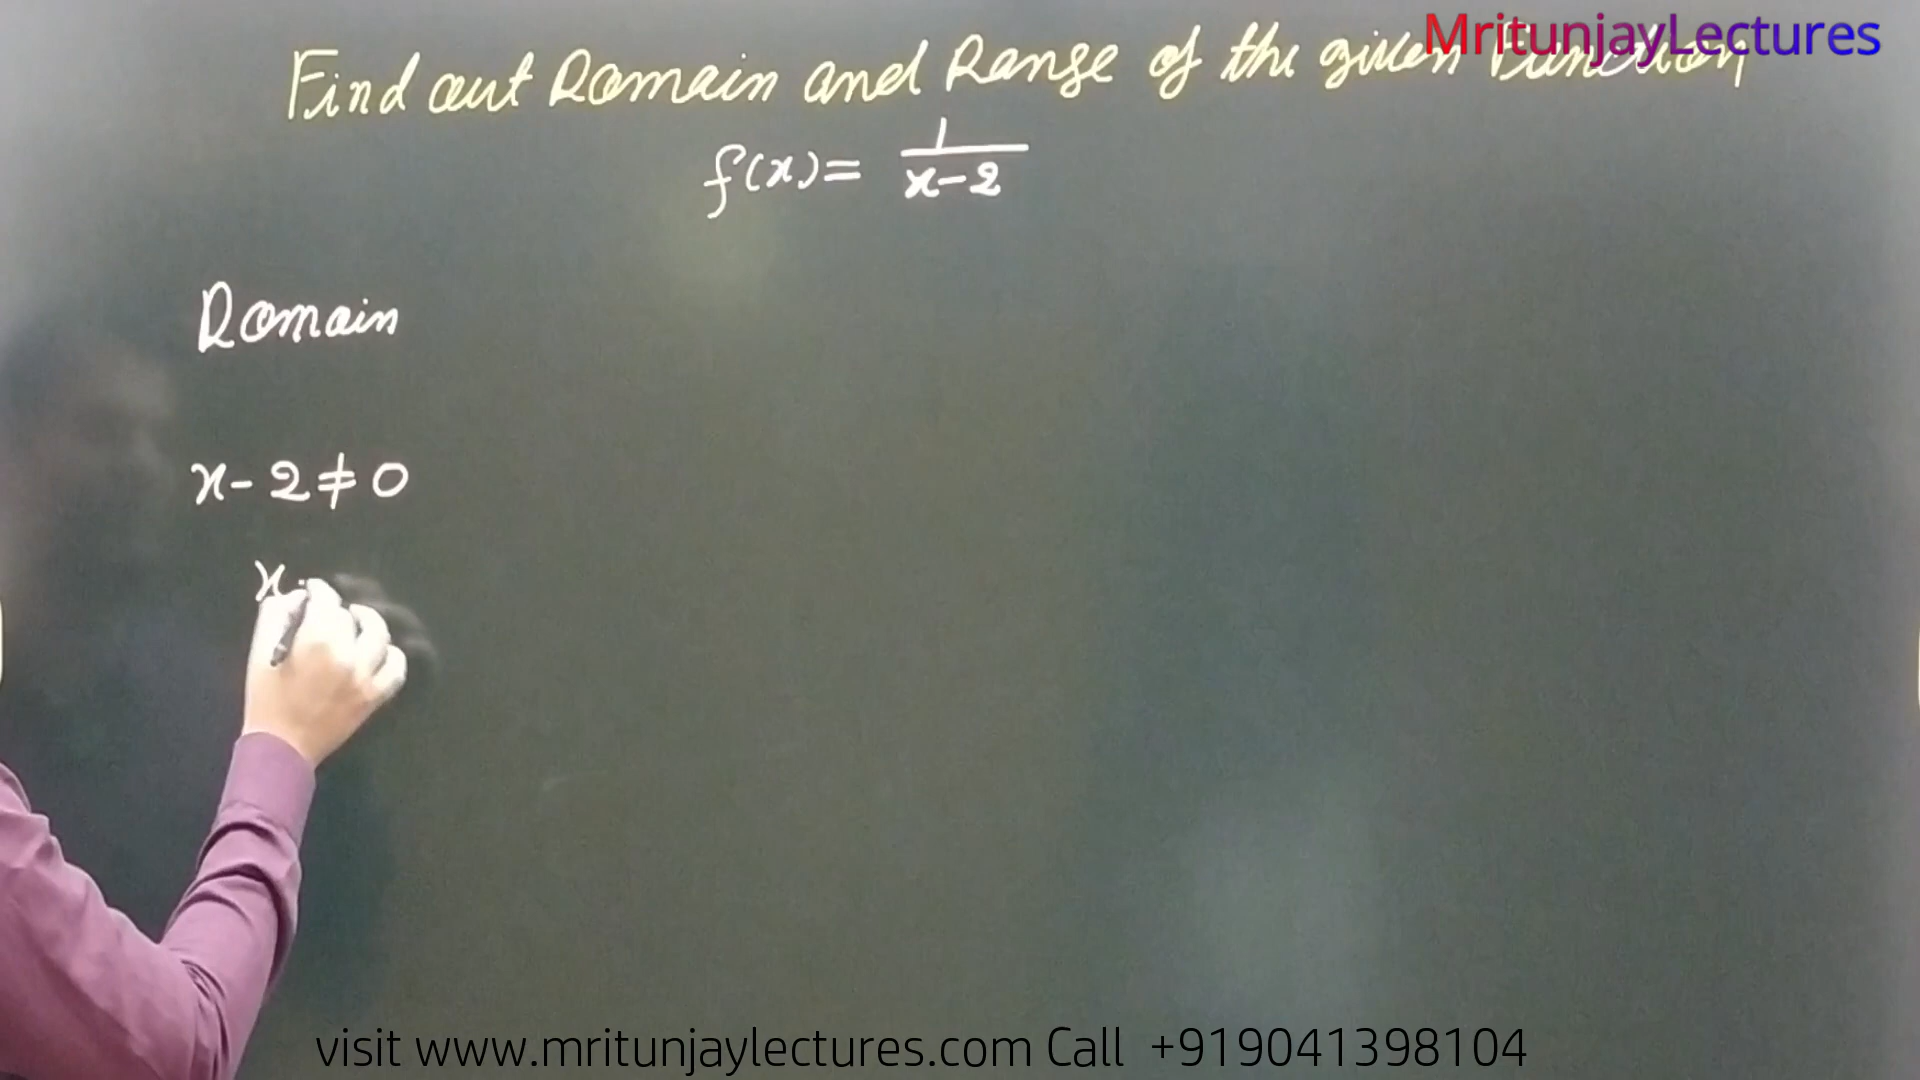 MritunjayLectures
Find out Domain and Range of the given Function
f(x) = 1/(x-2)
Domain
x - 2 ≠ 0
x
visit www.mritunjaylectures.com Call +919041398104